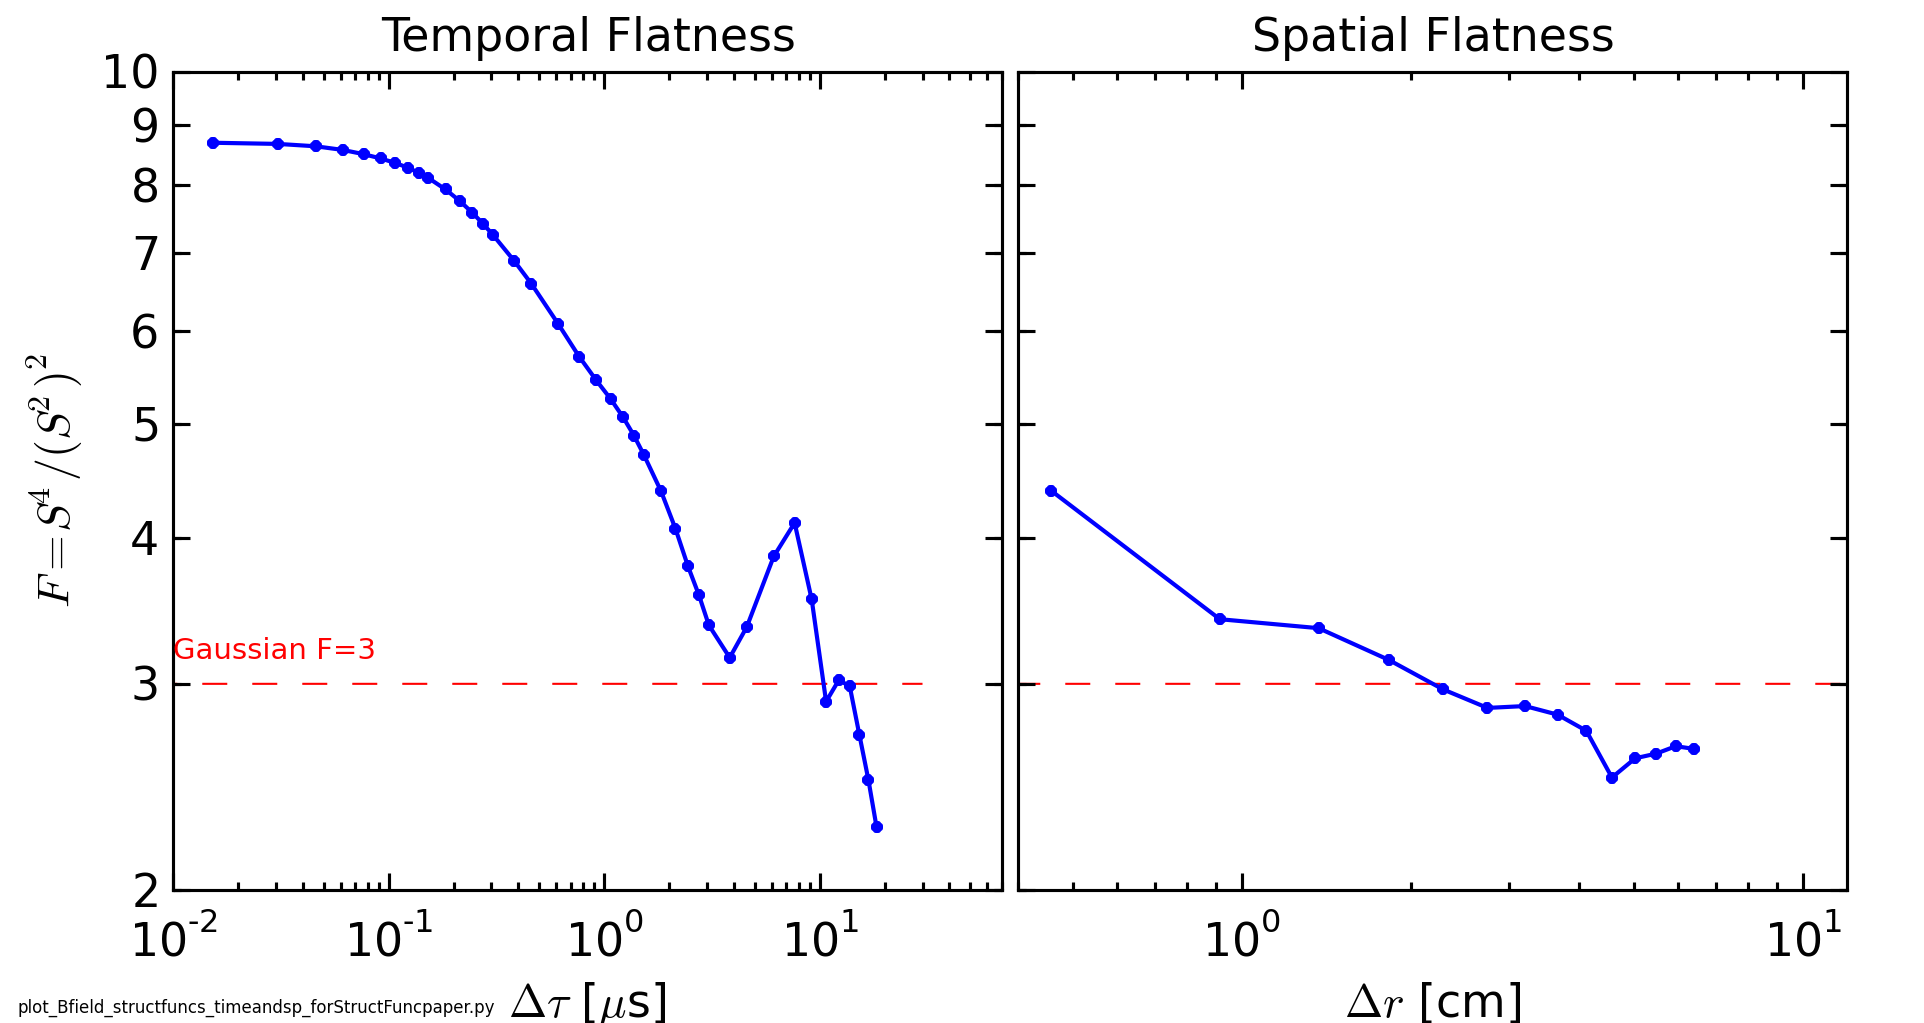 Temporal Flatness
Spatial Flatness
10
9
8
7
6
5
4
3
2
F=S⁴/(S²)²
Gaussian F=3
10⁻² 10⁻¹ 10⁰ 10¹
10⁰ 10¹
Δτ [μs]
Δr [cm]
plot_Bfield_structfuncs_timeandsp_forStructFuncpaper.py